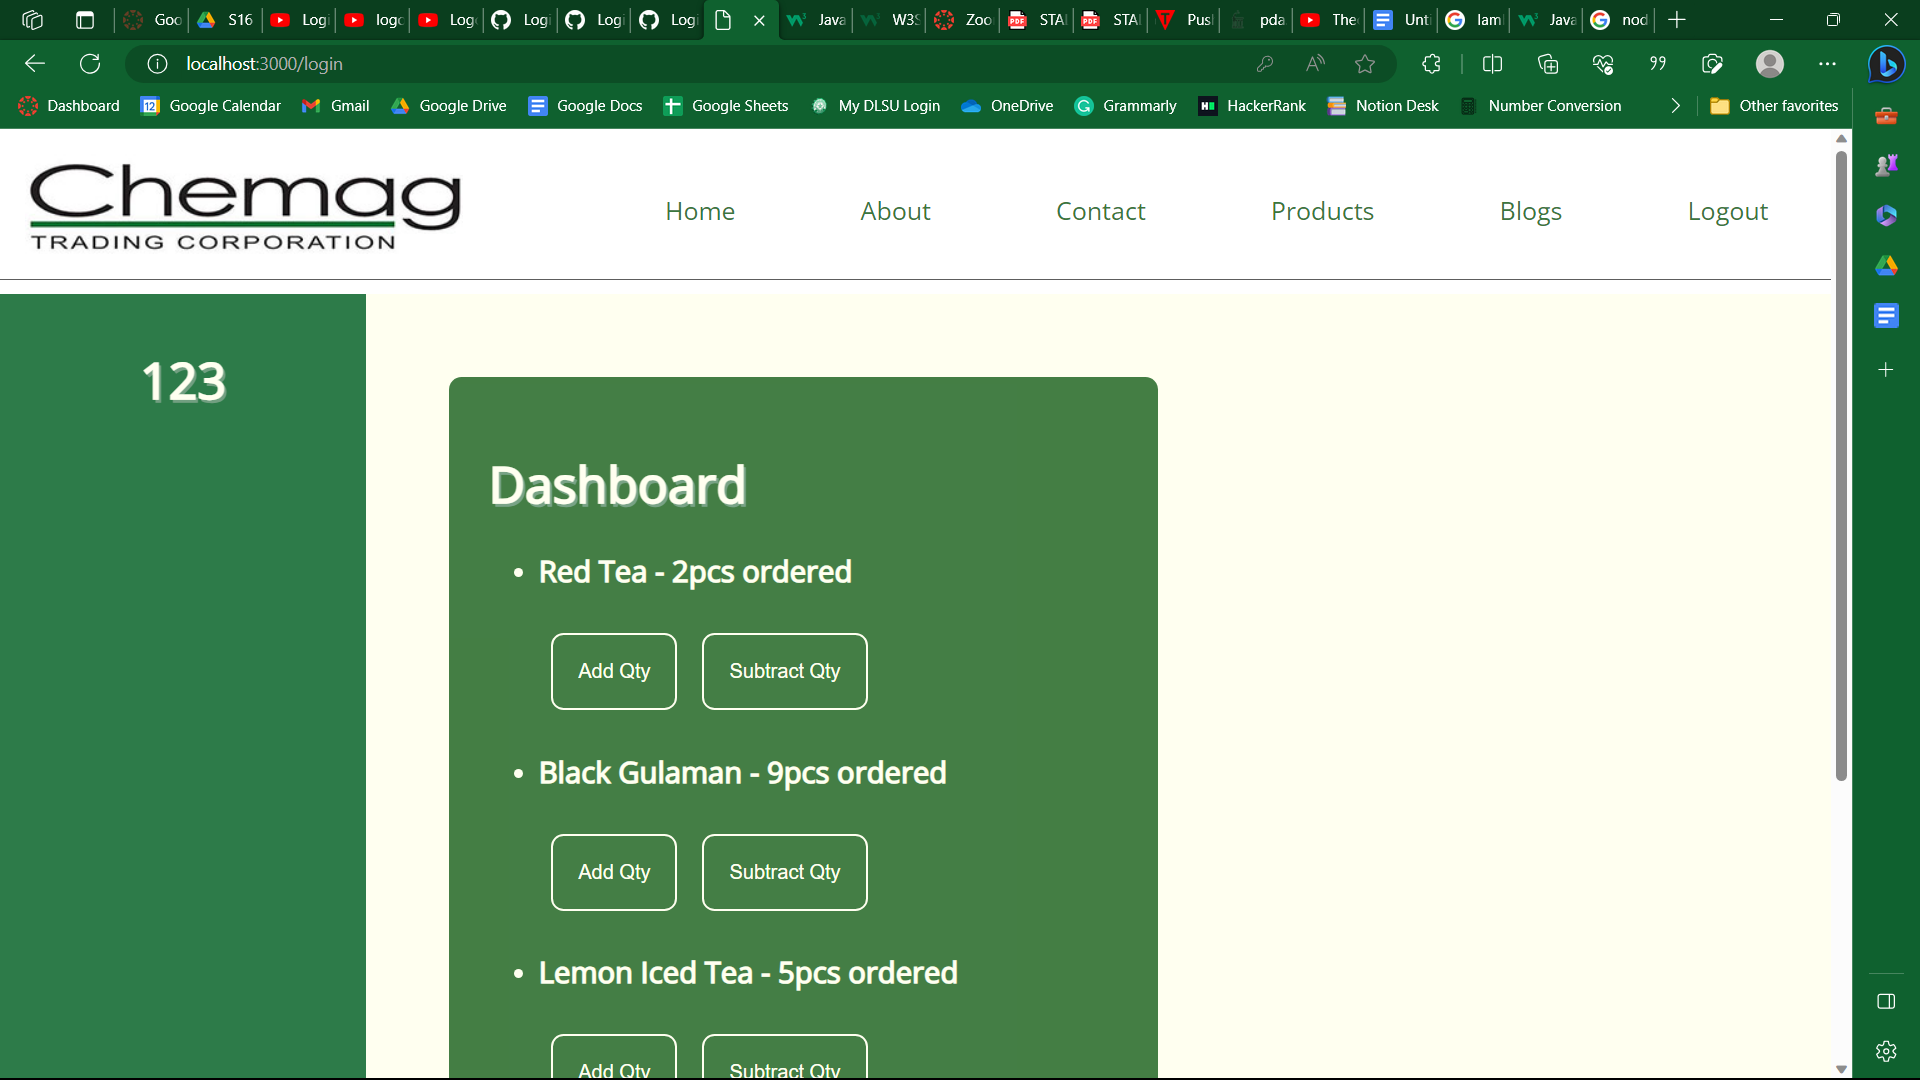 Goo S16 Logi logo Log Logi Logi Logi Java W3S Zoo STAI STAI Pusl pda The Unt Iaml Java nod
localhost:3000/login
Dashboard Google Calendar Gmail Google Drive Google Docs Google Sheets My DLSU Login OneDrive Grammarly HackerRank Notion Desk Number Conversion Other favorites
Chemag
TRADING CORPORATION
Home About Contact Products Blogs Logout
123
Dashboard
• Red Tea - 2pcs ordered
Add Qty Subtract Qty
• Black Gulaman - 9pcs ordered
Add Qty Subtract Qty
• Lemon Iced Tea - 5pcs ordered
Add Qty Subtract Qty